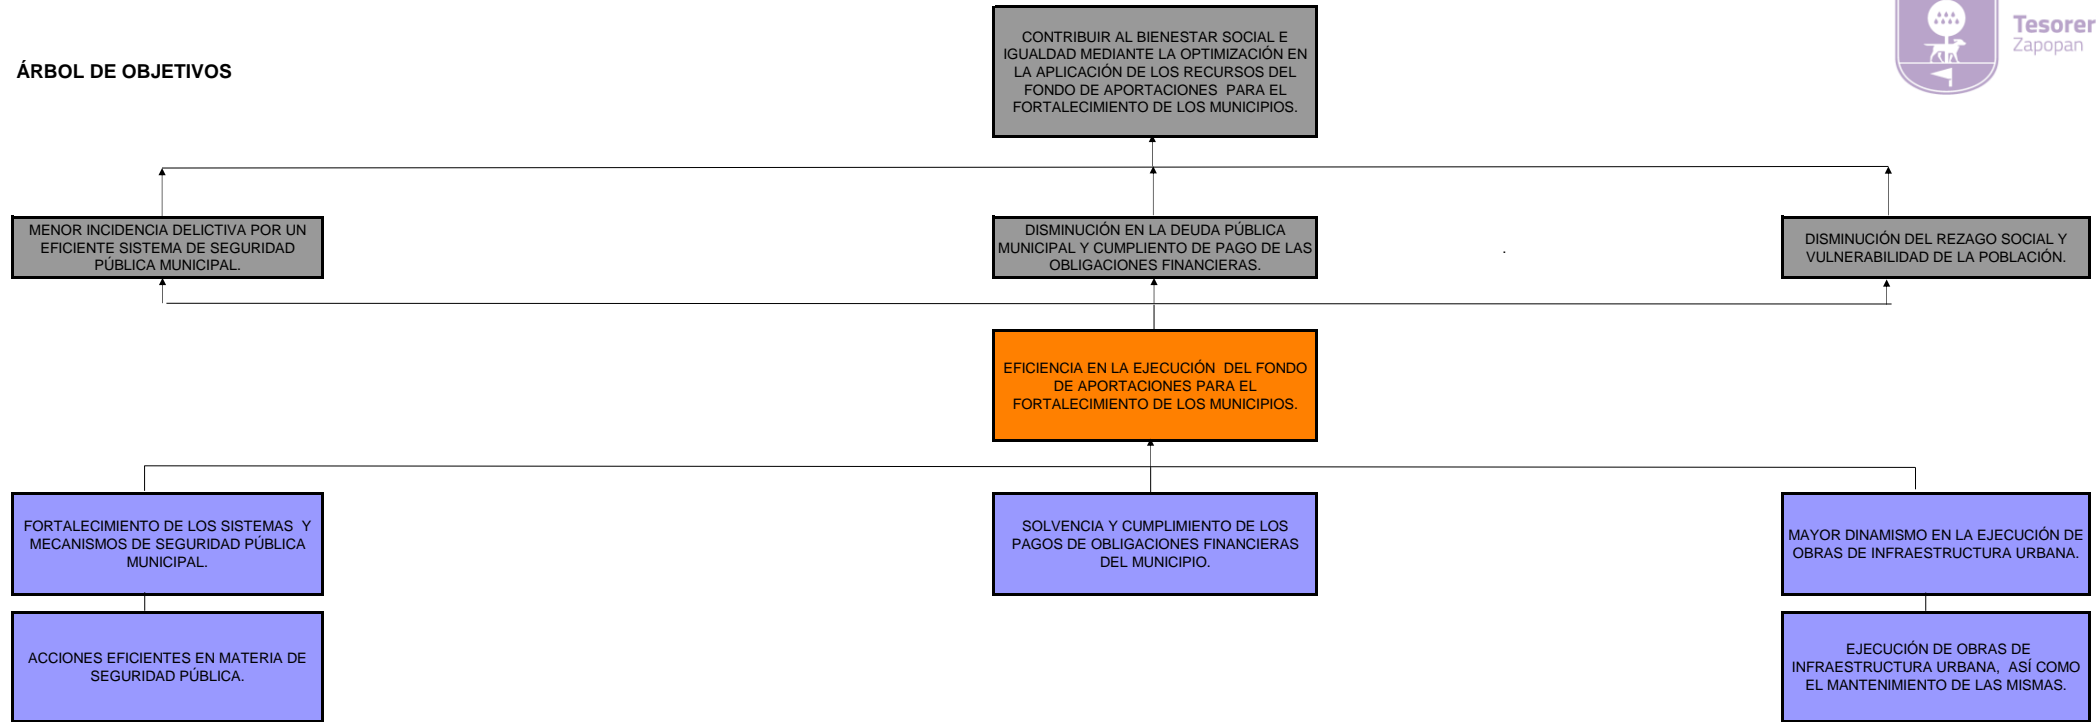 ÁRBOL DE OBJETIVOS
CONTRIBUIR AL BIENESTAR SOCIAL E
IGUALDAD MEDIANTE LA OPTIMIZACIÓN EN
LA APLICACIÓN DE LOS RECURSOS DEL
FONDO DE APORTACIONES PARA EL
FORTALECIMIENTO DE LOS MUNICIPIOS.
Tesorer
Zapopan
MENOR INCIDENCIA DELICTIVA POR UN
EFICIENTE SISTEMA DE SEGURIDAD
PÚBLICA MUNICIPAL.
DISMINUCIÓN EN LA DEUDA PÚBLICA
MUNICIPAL Y CUMPLIENTO DE PAGO DE LAS
OBLIGACIONES FINANCIERAS.
.
DISMINUCIÓN DEL REZAGO SOCIAL Y
VULNERABILIDAD DE LA POBLACIÓN.
EFICIENCIA EN LA EJECUCIÓN DEL FONDO
DE APORTACIONES PARA EL
FORTALECIMIENTO DE LOS MUNICIPIOS.
FORTALECIMIENTO DE LOS SISTEMAS Y
MECANISMOS DE SEGURIDAD PÚBLICA
MUNICIPAL.
SOLVENCIA Y CUMPLIMIENTO DE LOS
PAGOS DE OBLIGACIONES FINANCIERAS
DEL MUNICIPIO.
MAYOR DINAMISMO EN LA EJECUCIÓN DE
OBRAS DE INFRAESTRUCTURA URBANA.
ACCIONES EFICIENTES EN MATERIA DE
SEGURIDAD PÚBLICA.
EJECUCIÓN DE OBRAS DE
INFRAESTRUCTURA URBANA, ASÍ COMO
EL MANTENIMIENTO DE LAS MISMAS.